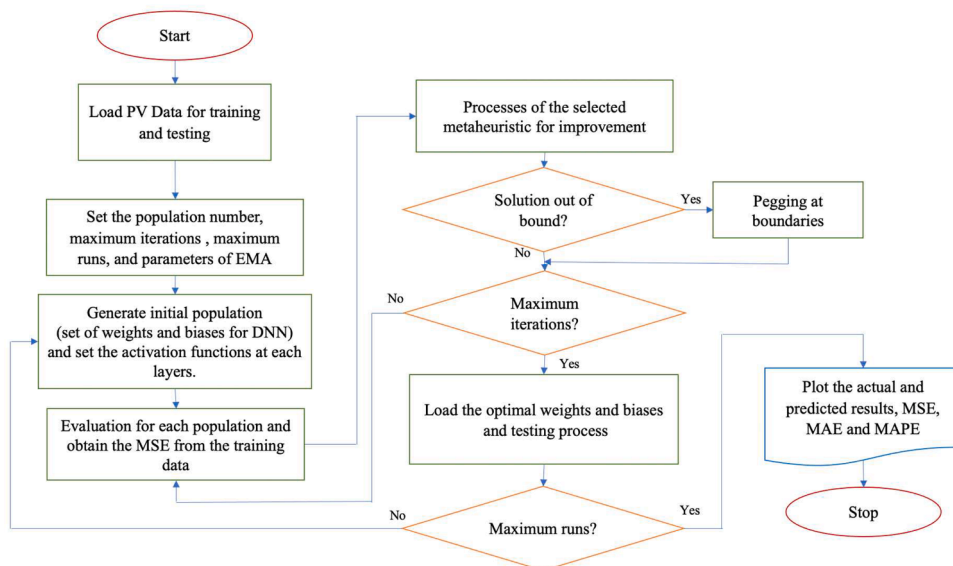 Start
Load PV Data for training
and testing
Set the population number,
maximum iterations , maximum
runs, and parameters of EMA
Generate initial population
(set of weights and biases for DNN)
and set the activation functions at each
layers.
Evaluation for each population and
obtain the MSE from the training
data
Processes of the selected
metaheuristic for improvement
Solution out of
bound?
Yes
Pegging at
boundaries
No
Maximum
iterations?
No
Yes
Load the optimal weights and biases
and testing process
Maximum runs?
No
Yes
Plot the actual and
predicted results, MSE,
MAE and MAPE
Stop